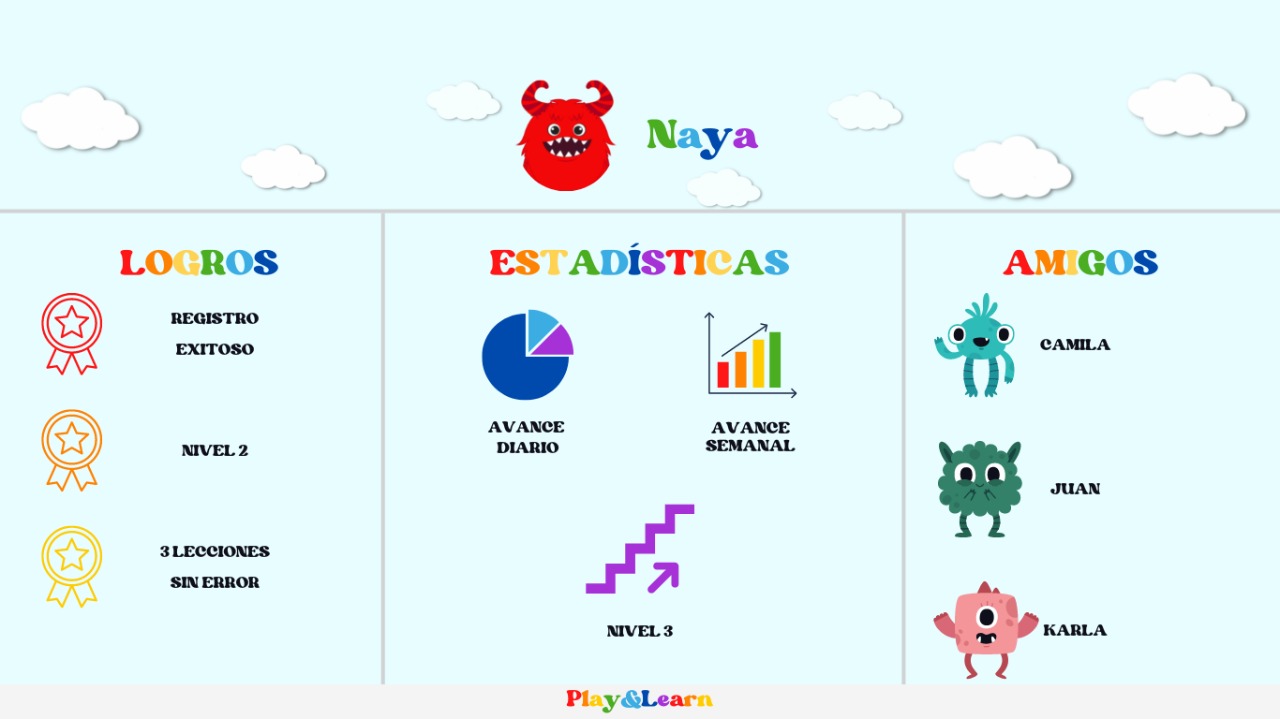 Naya
LOGROS
REGISTRO
EXITOSO
NIVEL 2
3 LECCIONES
SIN ERROR
ESTADÍSTICAS
AVANCE
DIARIO
AVANCE
SEMANAL
NIVEL 3
AMIGOS
CAMILA
JUAN
KARLA
Play&Learn